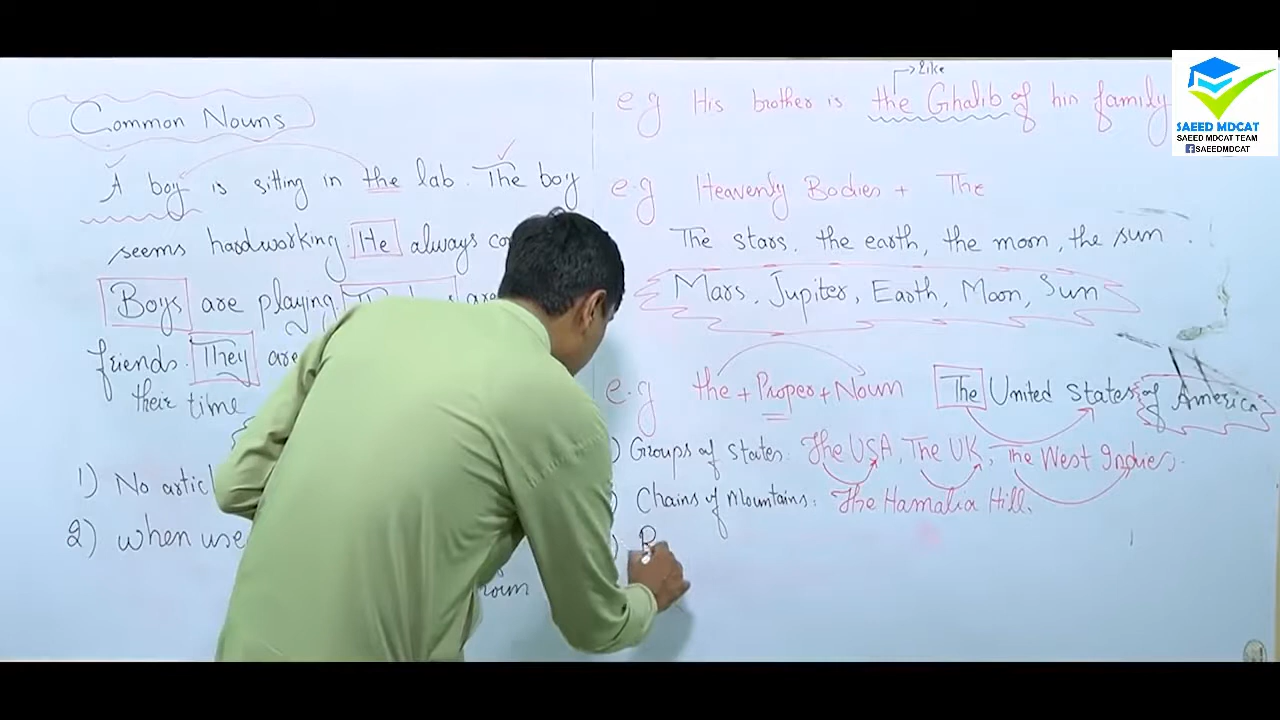 Common Nouns
A boy is sitting in the lab. The boy
seems hardworking. He always
Boys are playing. are
friends. They are
their time
1) No
2) when use
noun
Like
e.g His brother is the Ghalib of his family
e.g Heavenly Bodies + The
The stars, the earth, the moon, the sun.
Mars, Jupiter, Earth, Moon, Sun
e.g the + Proper + Noun The United States of America
) Groups of states: The USA, The UK, The West Indies.
) Chains of Mountains: The Hamalia Hill.
) R
SAEED MDCAT
SAEED MDCAT TEAM
f SAEEDMDCAT